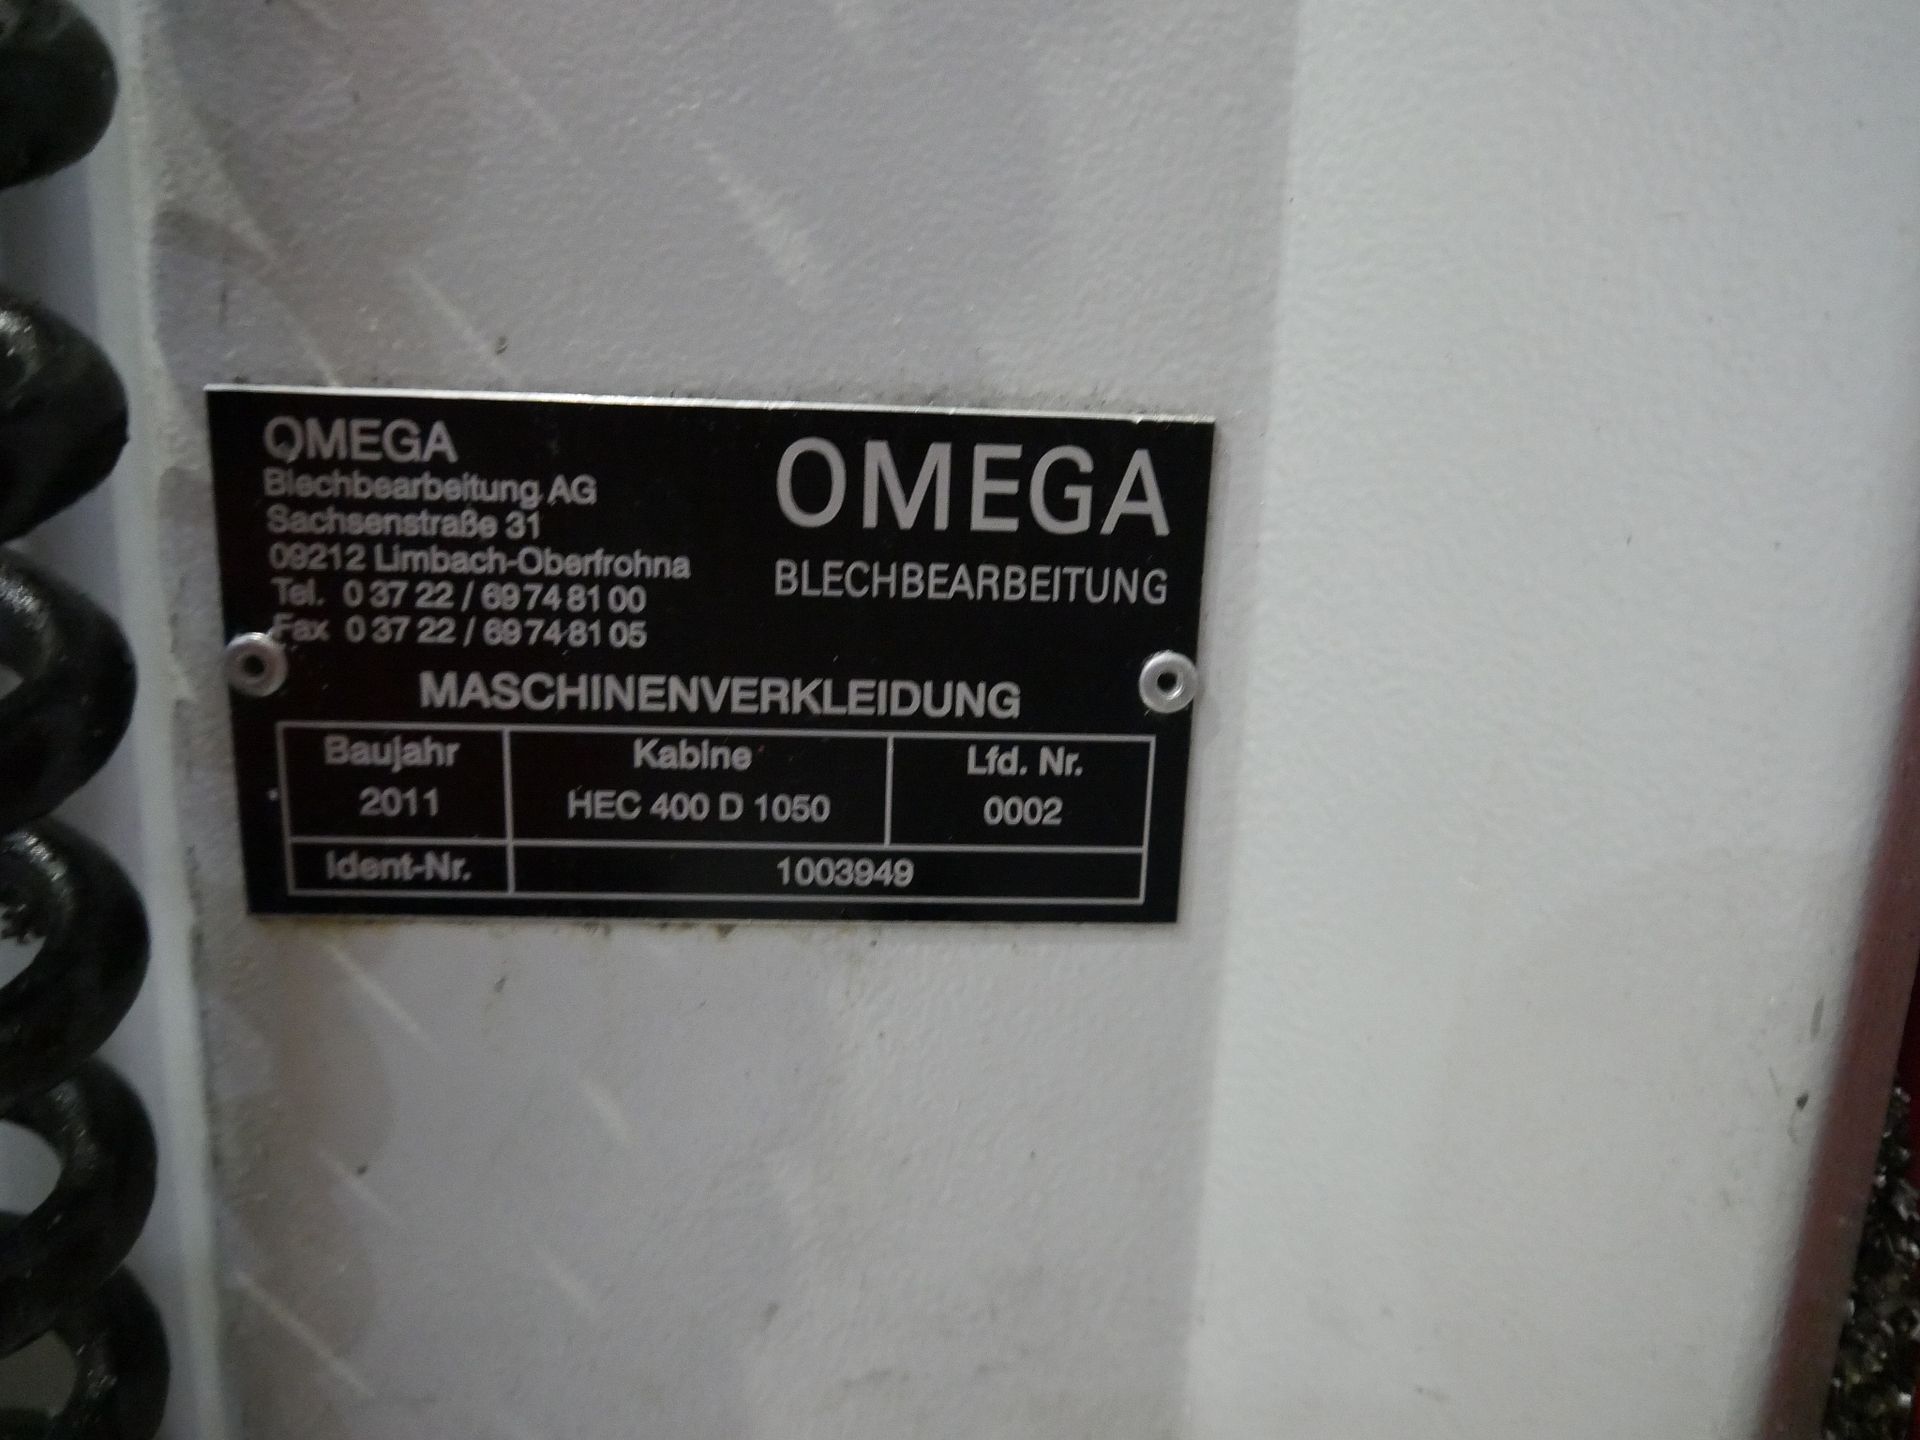 OMEGA
Blechbearbeitung AG
Sachsenstraße 31
09212 Limbach-Oberfrohna
Tel. 0 37 22 / 69 74 81 00
Fax 0 37 22 / 69 74 81 05
OMEGA
BLECHBEARBEITUNG
MASCHINENVERKLEIDUNG
Baujahr Kabine Lfd. Nr.
2011 HEC 400 D 1050 0002
Ident-Nr. 1003949